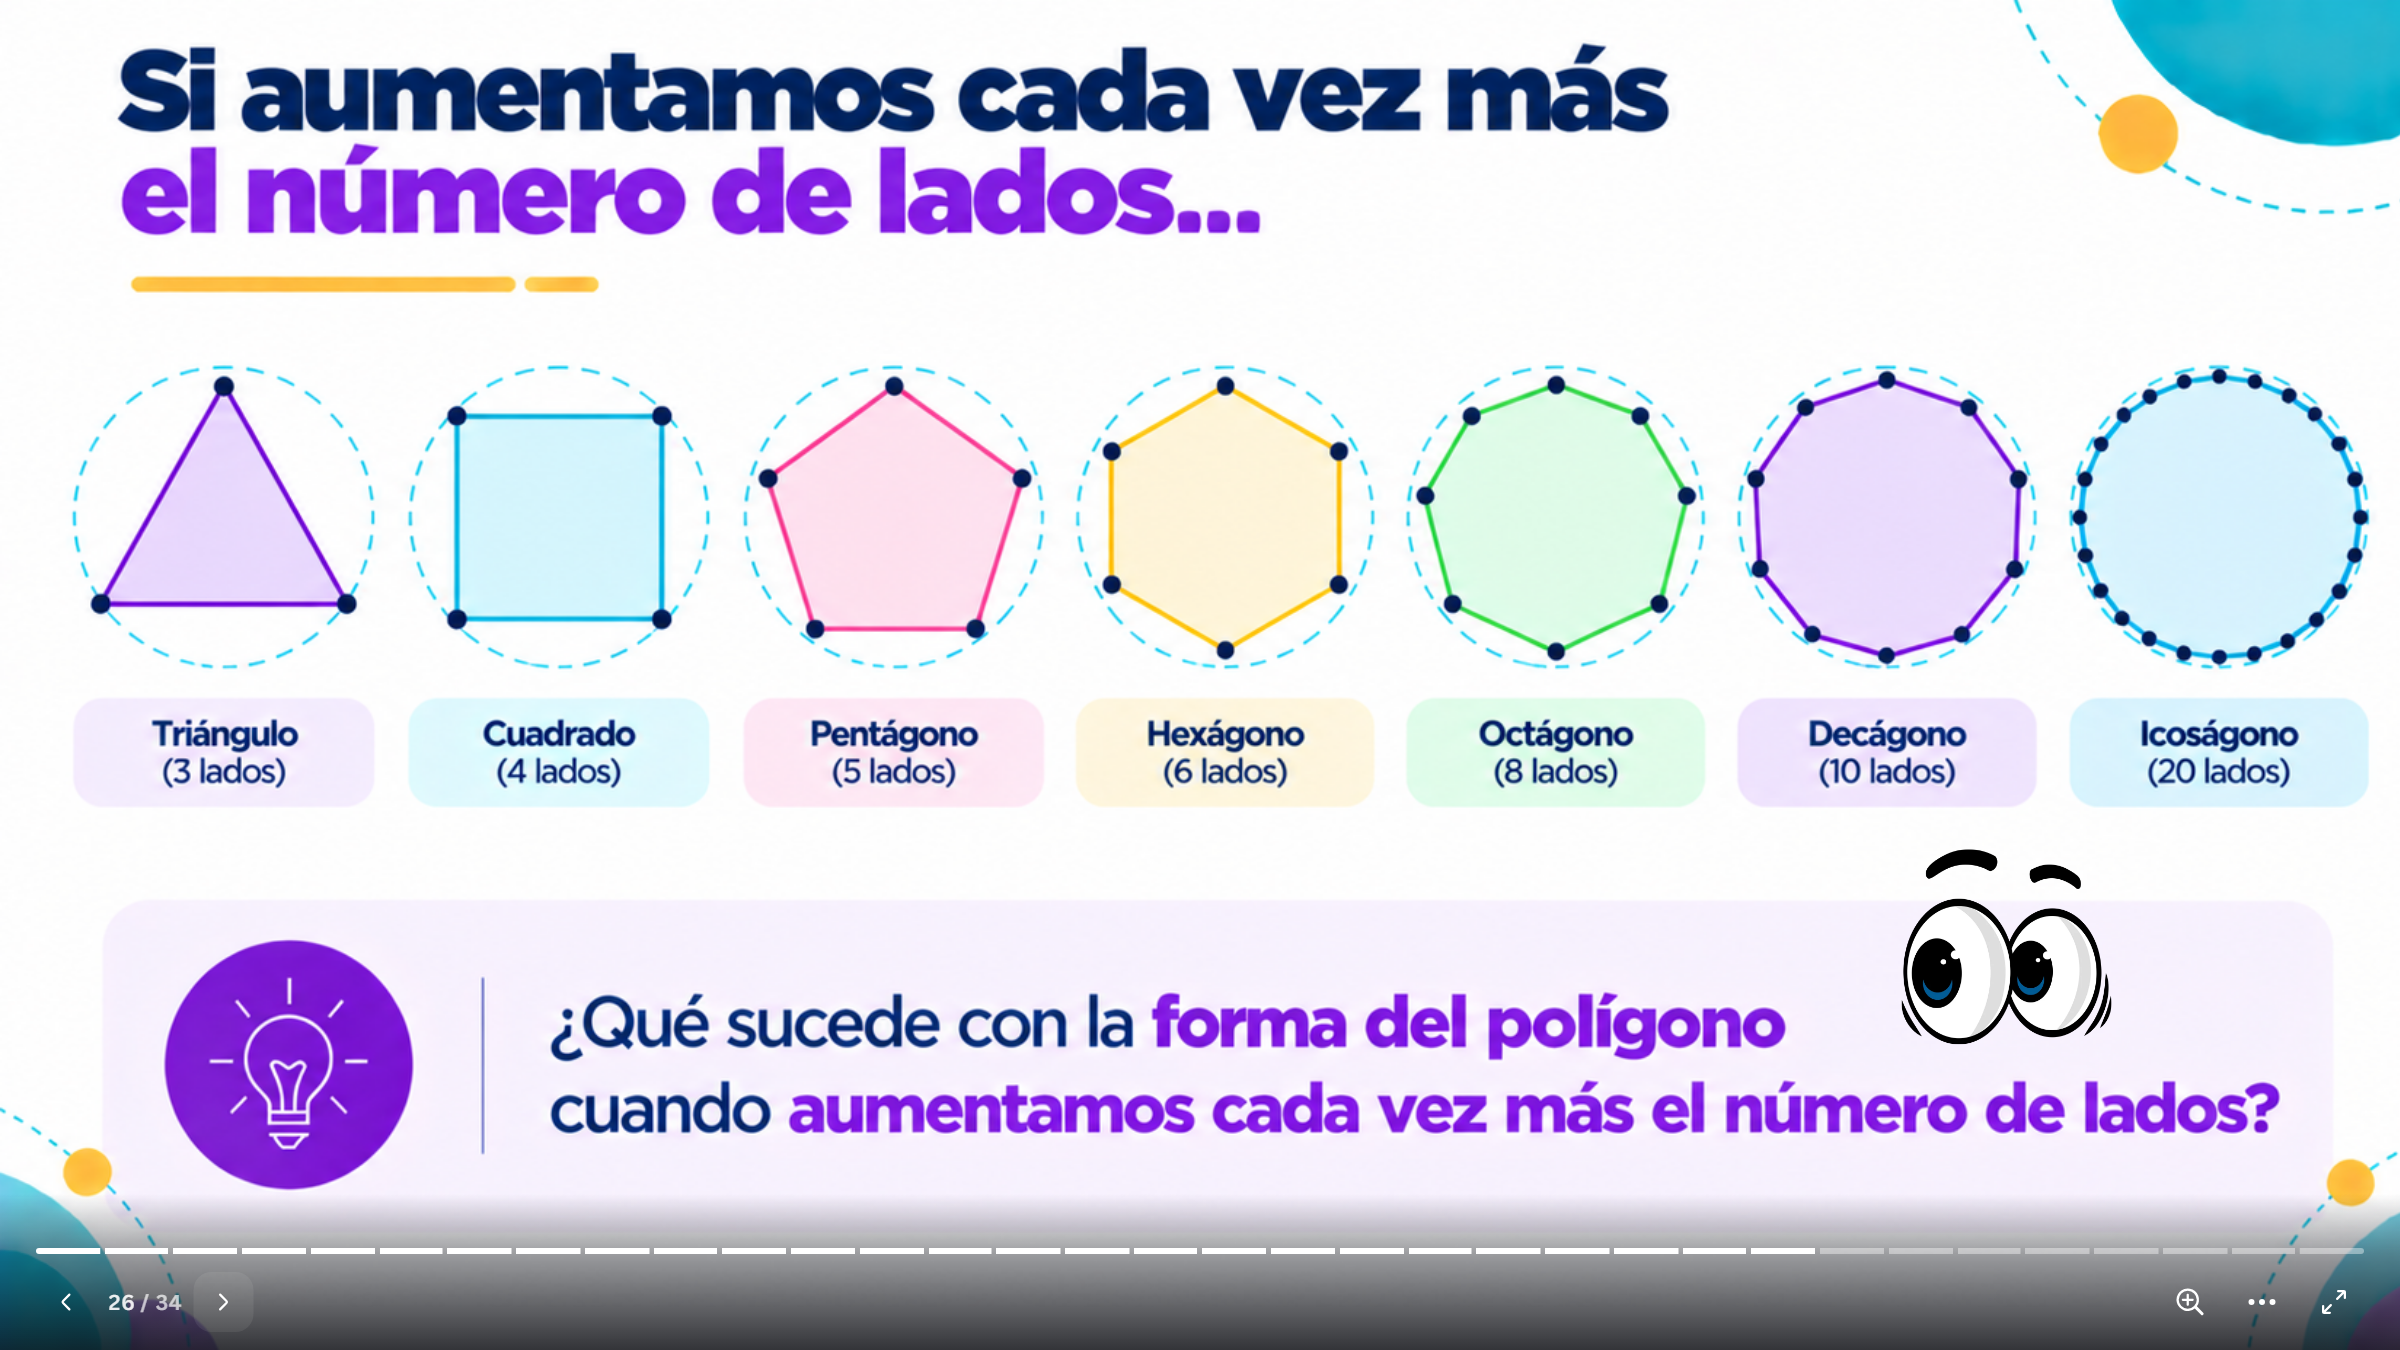 Si aumentamos cada vez más
el número de lados...
Triángulo
(3 lados)
Cuadrado
(4 lados)
Pentágono
(5 lados)
Hexágono
(6 lados)
Octágono
(8 lados)
Decágono
(10 lados)
Icoságono
(20 lados)
¿Qué sucede con la forma del polígono
cuando aumentamos cada vez más el número de lados?
26 / 34